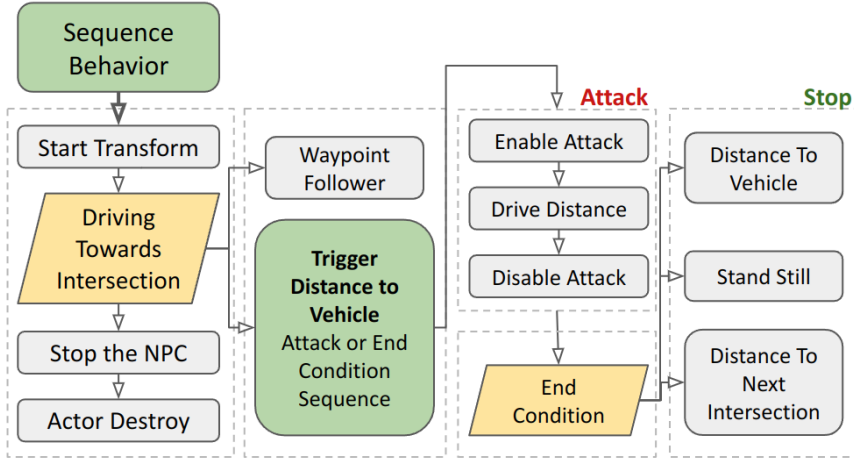 Sequence
Behavior
Start Transform
Driving
Towards
Intersection
Stop the NPC
Actor Destroy
Waypoint
Follower
Trigger
Distance to
Vehicle
Attack or End
Condition
Sequence
Attack
Enable Attack
Drive Distance
Disable Attack
End
Condition
Stop
Distance To
Vehicle
Stand Still
Distance To
Next
Intersection